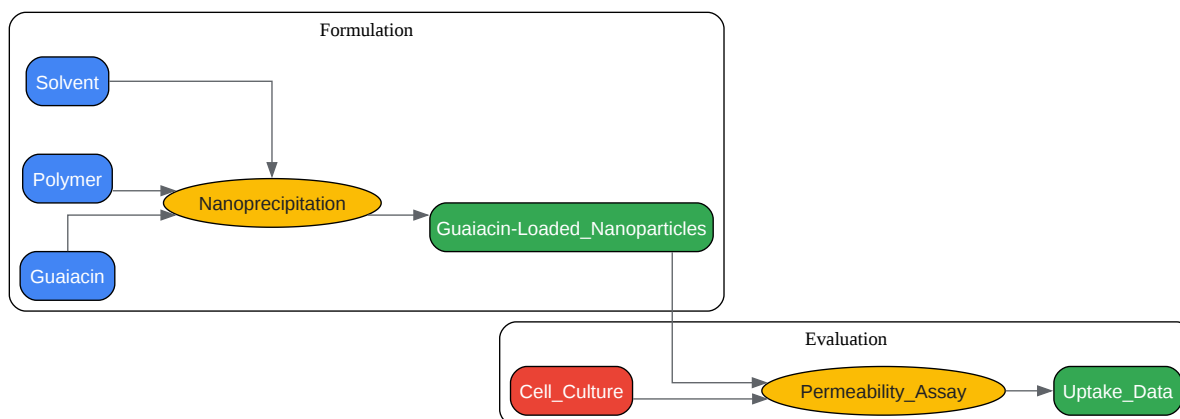 Formulation
Solvent
Polymer
Nanoprecipitation
Guaiacin-Loaded_Nanoparticles
Guaiacin
Evaluation
Cell_Culture
Permeability_Assay
Uptake_Data